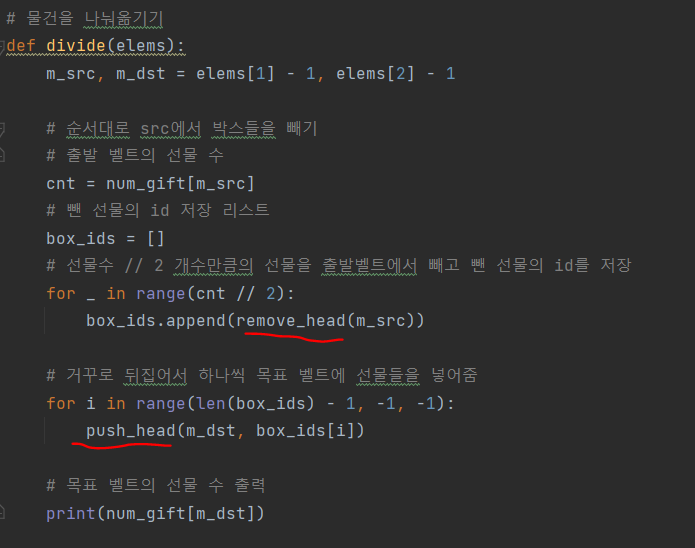 # 물건을 나눠옮기기
def divide(elems):
    m_src, m_dst = elems[1] - 1, elems[2] - 1
    # 순서대로 src에서 박스들을 빼기
    # 출발 벨트의 선물 수
    cnt = num_gift[m_src]
    # 뺀 선물의 id 저장 리스트
    box_ids = []
    # 선물수 // 2 개수만큼의 선물을 출발벨트에서 빼고 뺀 선물의 id를 저장
    for _ in range(cnt // 2):
        box_ids.append(remove_head(m_src))
    # 거꾸로 뒤집어서 하나씩 목표 벨트에 선물들을 넣어줌
    for i in range(len(box_ids) - 1, -1, -1):
        push_head(m_dst, box_ids[i])
    # 목표 벨트의 선물 수 출력
    print(num_gift[m_dst])